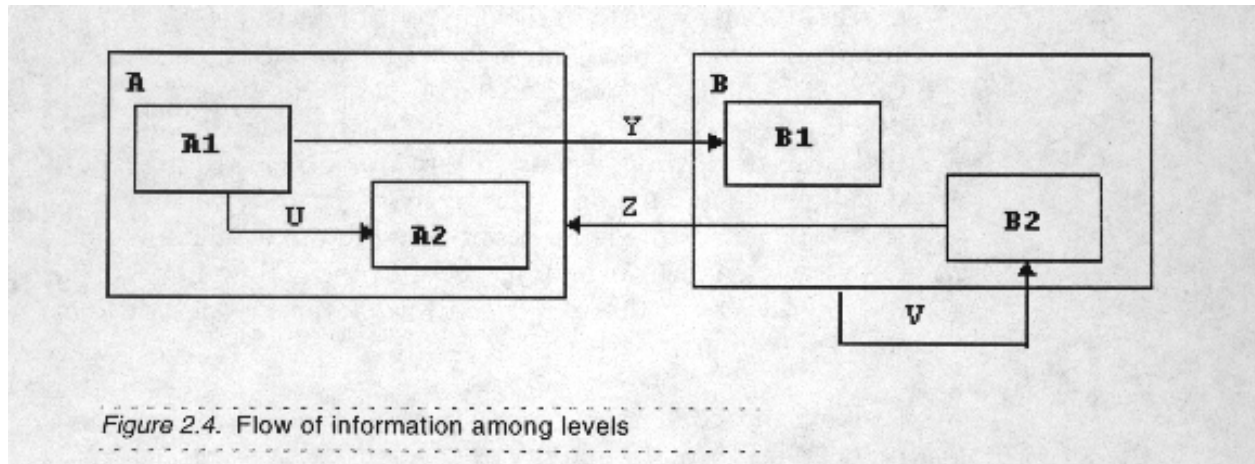 A
B
A1
Y
B1
U
A2
Z
B2
V
Figure 2.4. Flow of information among levels